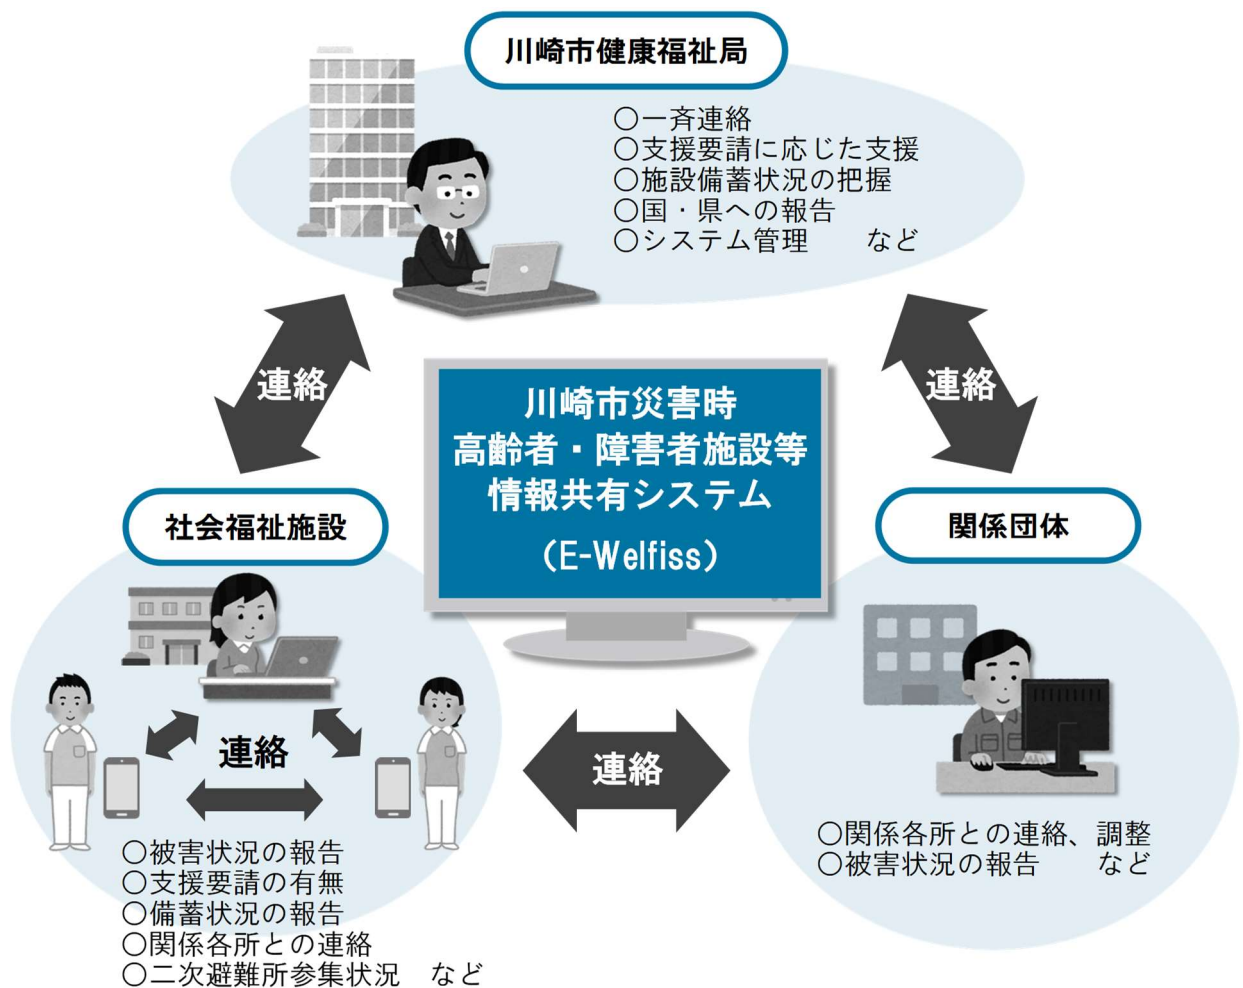 川崎市健康福祉局
○一斉連絡
○支援要請に応じた支援
○施設備蓄状況の把握
○国・県への報告
○システム管理　　など
連絡
連絡
川崎市災害時
高齢者・障害者施設等
情報共有システム
（E-Welfiss）
社会福祉施設
連絡
○被害状況の報告
○支援要請の有無
○備蓄状況の報告
○関係各所との連絡
○二次避難所参集状況　など
連絡
関係団体
○関係各所との連絡、調整
○被害状況の報告　　など